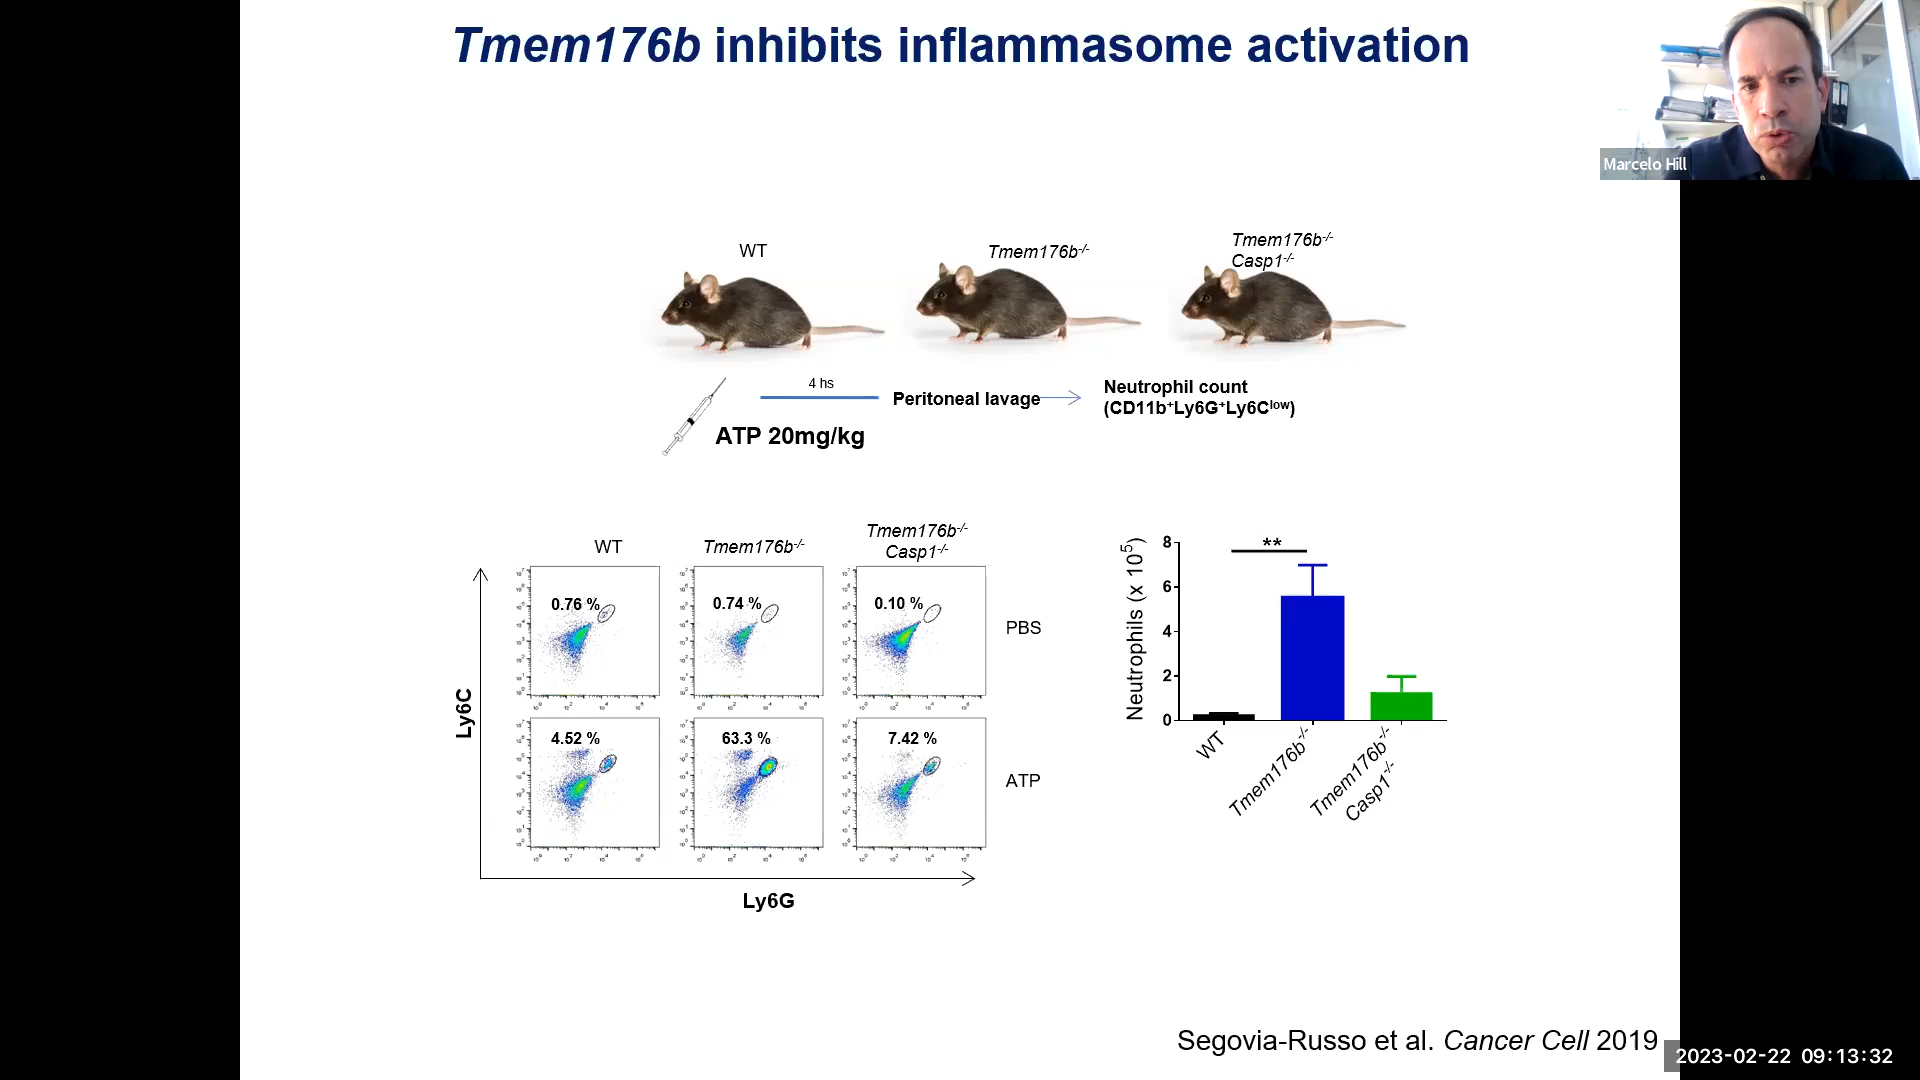 Tmem176b inhibits inflammasome activation
Marcelo Hill
WT
Tmem176b-/-
Tmem176b-/-
Casp1-/-
4 hs
Peritoneal lavage
Neutrophil count
(CD11b+Ly6G+Ly6Clow)
ATP 20mg/kg
WT
Tmem176b-/-
Tmem176b-/-
Casp1-/-
0.76 %
0.74 %
0.10 %
PBS
4.52 %
63.3 %
7.42 %
ATP
Ly6C
Ly6G
Neutrophils (x 10^5)
8
6
4
2
0
**
WT
Tmem176b-/-
Tmem176b-/-
Casp1-/-
Segovia-Russo et al. Cancer Cell 2019
2023-02-22 09:13:32